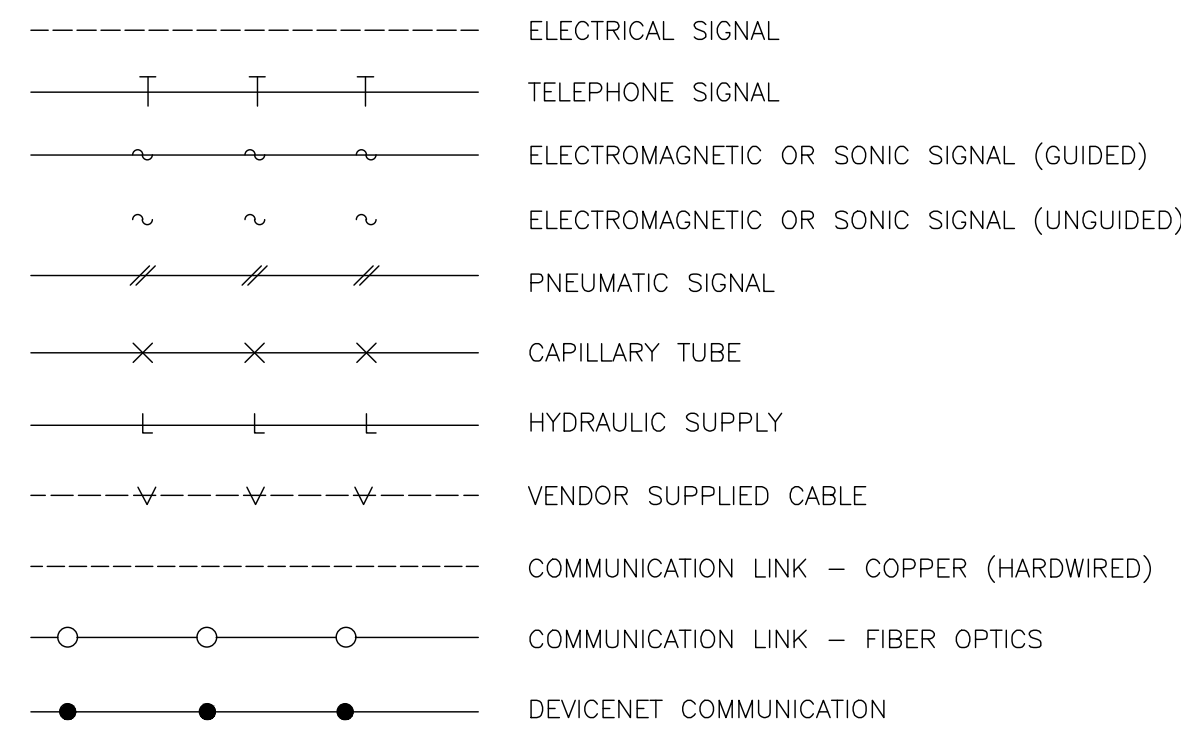 ELECTRICAL SIGNAL
T T T TELEPHONE SIGNAL
ELECTROMAGNETIC OR SONIC SIGNAL (GUIDED)
ELECTROMAGNETIC OR SONIC SIGNAL (UNGUIDED)
PNEUMATIC SIGNAL
CAPILLARY TUBE
L L L HYDRAULIC SUPPLY
V V V VENDOR SUPPLIED CABLE
COMMUNICATION LINK – COPPER (HARDWIRED)
COMMUNICATION LINK – FIBER OPTICS
DEVICENET COMMUNICATION